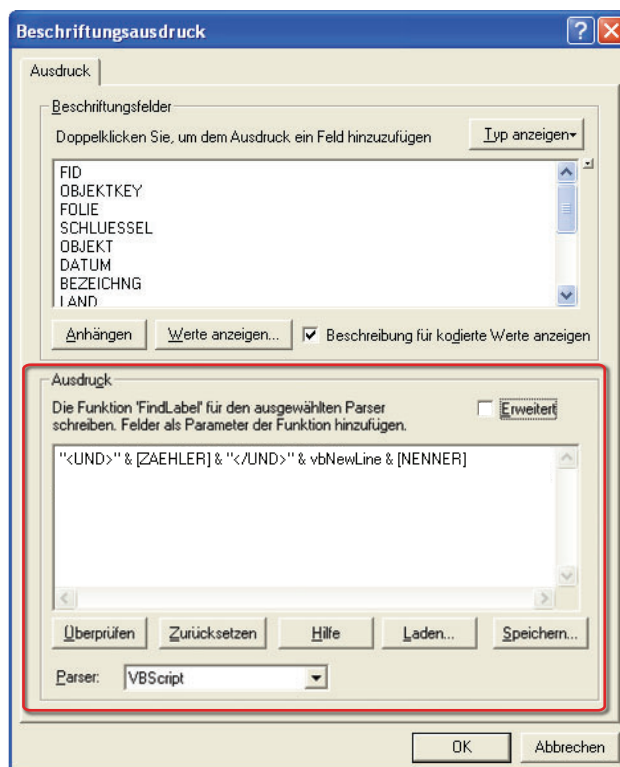 Beschriftungsausdruck
Ausdruck
Beschriftungsfelder
Doppelklicken Sie, um dem Ausdruck ein Feld hinzuzufügen
Typ anzeigen
FID
OBJEKTKEY
FOLIE
SCHLUESSEL
OBJEKT
DATUM
BEZEICHNG
LAND
Anhängen
Werte anzeigen...
Beschreibung für kodierte Werte anzeigen
Ausdruck
Die Funktion 'FindLabel' für den ausgewählten Parser
schreiben. Felder als Parameter der Funktion hinzufügen.
Erweitert
"<UND>" & [ZAEHLER] & "</UND>" & vbNewLine & [NENNER]
Überprüfen
Zurücksetzen
Hilfe
Laden...
Speichern...
Parser:
VBScript
OK
Abbrechen